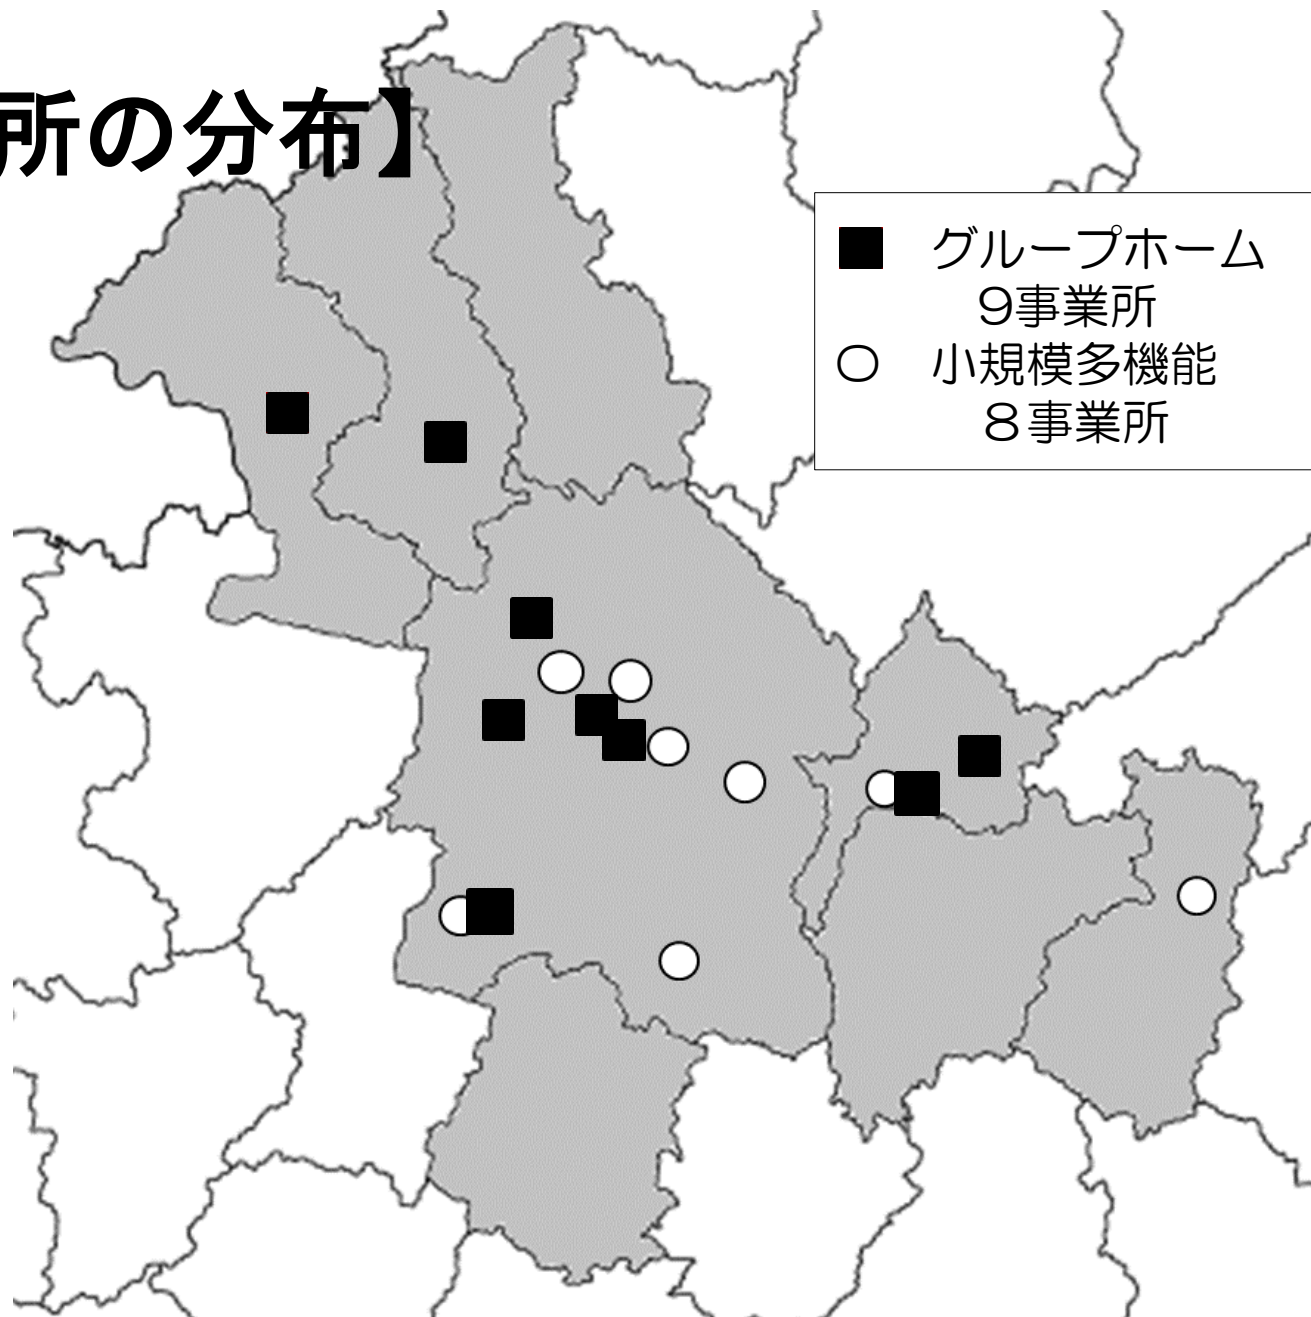 所の分布】
グループホーム
９事業所
小規模多機能
８事業所